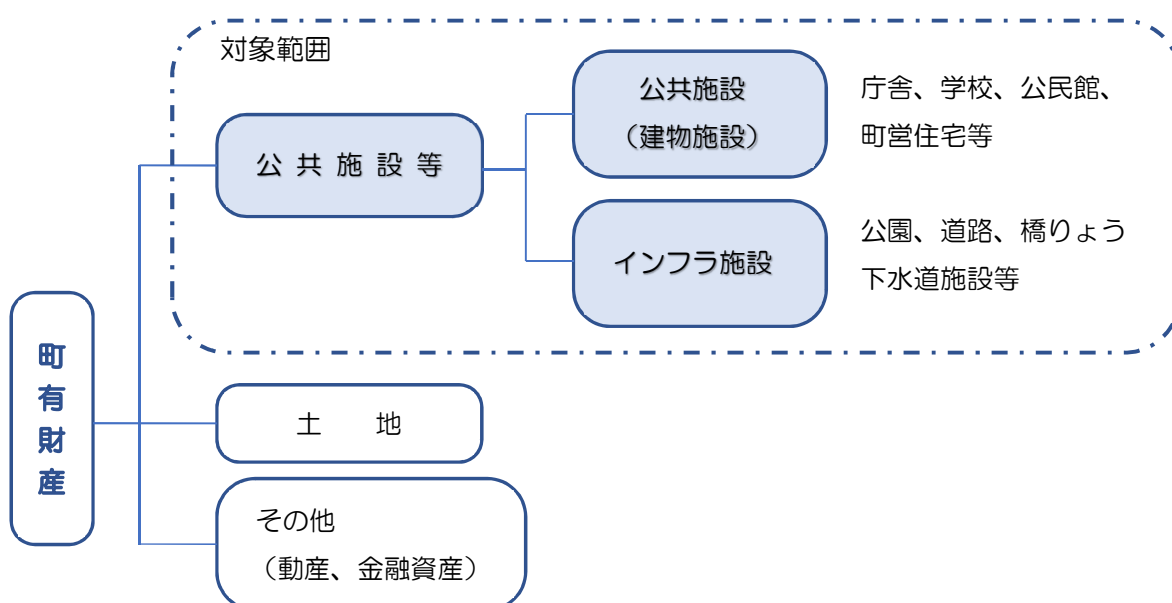 対象範囲
公共施設
（建物施設）
庁舎、学校、公民館、
町営住宅等
公 共 施 設 等
インフラ施設
公園、道路、橋りょう
下水道施設等
町有財産
土　　地
その他
（動産、金融資産）